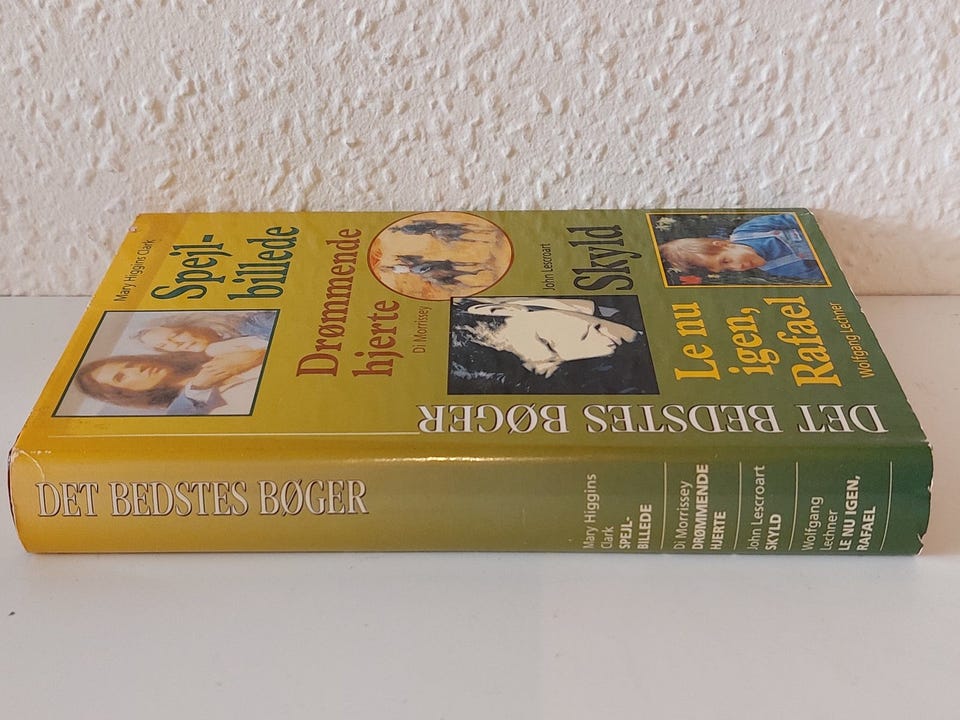 Mary Higgins Clark
Spejl-
billede
Drømmende
hjerte
Di Morrissey
John Lescroart
Skyld
Le nu
igen,
Rafael
Wolfgang Lechner
DET BEDSTES BØGER
DET BEDSTES BØGER
Mary Higgins
Clark
SPEJL-
BILLEDE
Di Morrissey
DRØMMENDE
HJERTE
John Lescroart
SKYLD
Wolfgang
Lechner
LE NU IGEN,
RAFAEL